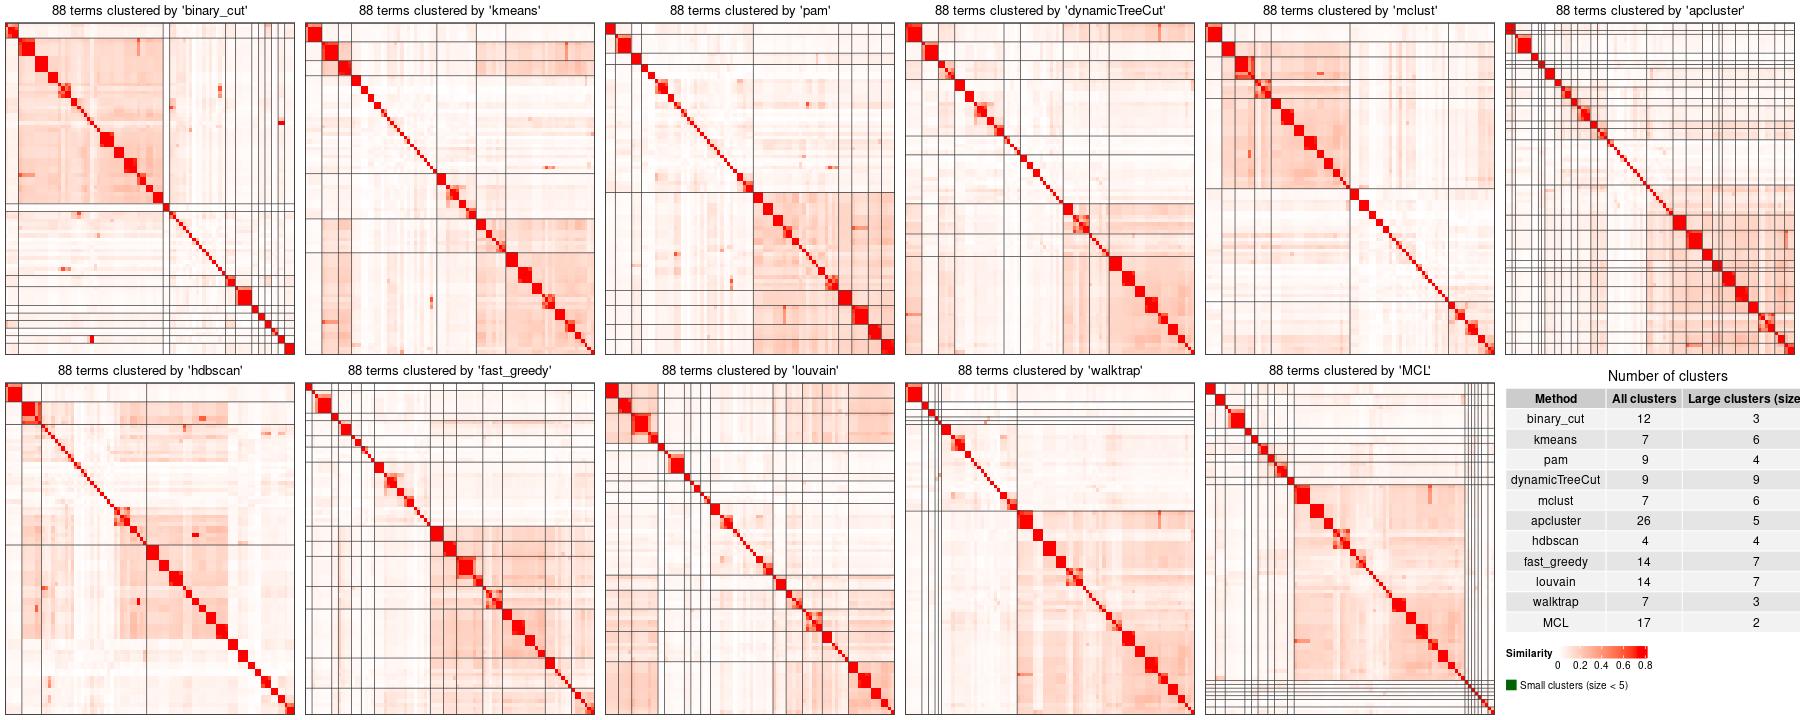 88 terms clustered by 'binary_cut'
88 terms clustered by 'kmeans'
88 terms clustered by 'pam'
88 terms clustered by 'dynamicTreeCut'
88 terms clustered by 'mclust'
88 terms clustered by 'apcluster'
88 terms clustered by 'hdbscan'
88 terms clustered by 'fast_greedy'
88 terms clustered by 'louvain'
88 terms clustered by 'walktrap'
88 terms clustered by 'MCL'
Number of clusters
Method All clusters Large clusters (size
binary_cut 12 3
kmeans 7 6
pam 9 4
dynamicTreeCut 9 9
mclust 7 6
apcluster 26 5
hdbscan 4 4
fast_greedy 14 7
louvain 14 7
walktrap 7 3
MCL 17 2
Similarity
0 0.2 0.4 0.6 0.8
Small clusters (size < 5)